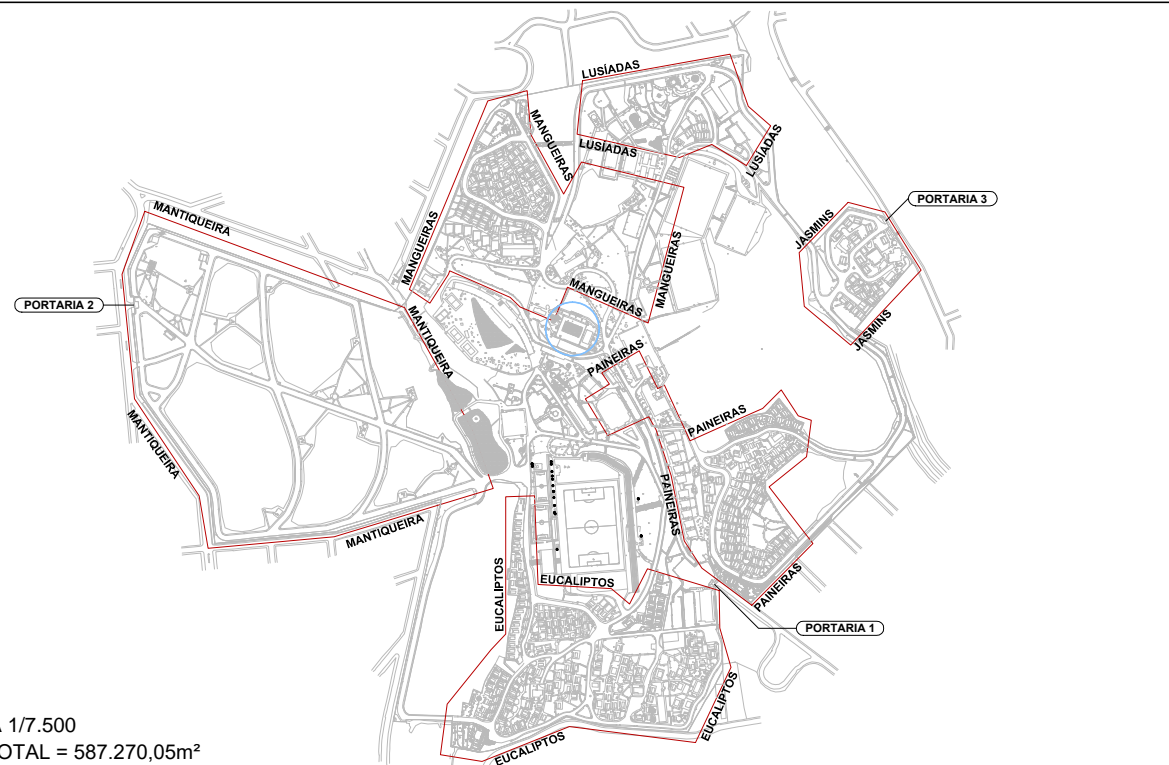 LUSÍADAS
MANGUEIRAS
LUSÍADAS
LUSÍADAS
PORTARIA 3
MANTIQUEIRA
JASMINS
MANGUEIRAS
MANGUEIRAS
PORTARIA 2
MANGUEIRAS
MANTIQUEIRA
JASMINS
PAINEIRAS
PAINEIRAS
MANTIQUEIRA
PAINEIRAS
MANTIQUEIRA
EUCALIPTOS
EUCALIPTOS
PAINEIRAS
PORTARIA 1
EUCALIPTOS
EUCALIPTOS
A 1/7.500
OTAL = 587.270,05m²